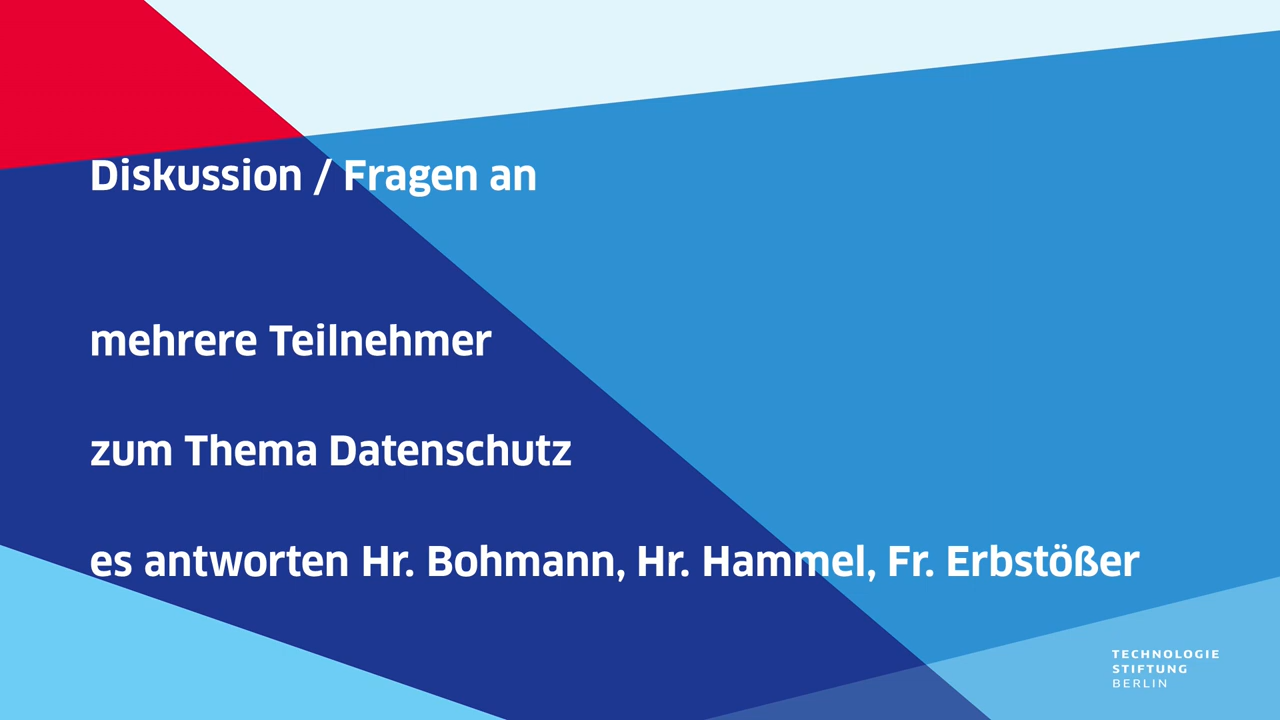 Diskussion / Fragen an
mehrere Teilnehmer
zum Thema Datenschutz
es antworten Hr. Bohmann, Hr. Hammel, Fr. Erbstößer
TECHNOLOGIE
STIFTUNG
BERLIN